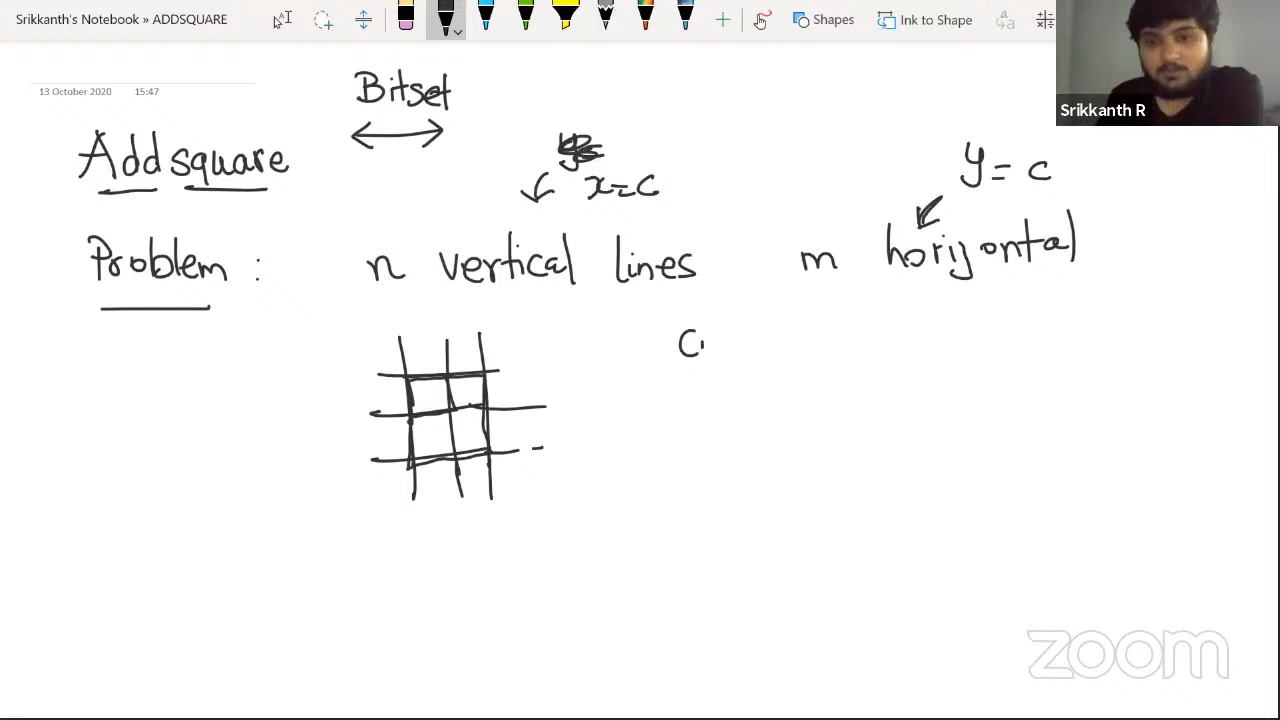 Srikkanth's Notebook » ADDSQUARE
Shapes
Ink to Shape
Srikkanth R
13 October 2020 15:47
Bitset
Addsquare
x=c
y=c
Problem : n vertical lines m horizontal
C
zoom